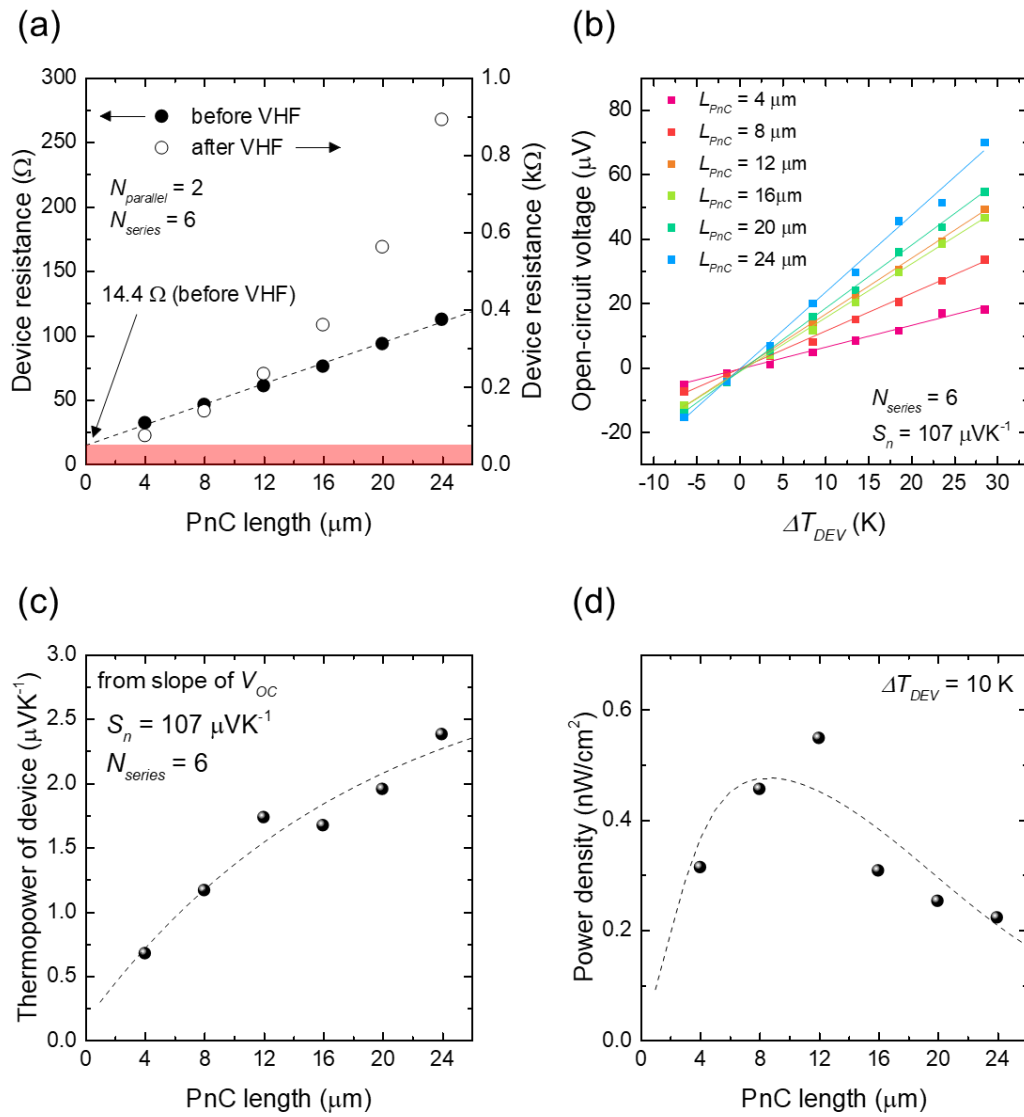 (a)
300
250
200
150
100
50
0
Device resistance (Ω)
1.0
0.8
0.6
0.4
0.2
0.0
Device resistance (kΩ)
before VHF
after VHF
N_parallel = 2
N_series = 6
14.4 Ω (before VHF)
0 4 8 12 16 20 24
PnC length (μm)
(b)
80
60
40
20
0
-20
Open-circuit voltage (μV)
L_PnC = 4 μm
L_PnC = 8 μm
L_PnC = 12 μm
L_PnC = 16μm
L_PnC = 20 μm
L_PnC = 24 μm
N_series = 6
S_n = 107 μVK⁻¹
-10 -5 0 5 10 15 20 25 30
ΔT_DEV (K)
(c)
3.0
2.5
2.0
1.5
1.0
0.5
0.0
Thermopower of device (μVK⁻¹)
from slope of V_OC
S_n = 107 μVK⁻¹
N_series = 6
0 4 8 12 16 20 24
PnC length (μm)
(d)
0.6
0.4
0.2
0.0
Power density (nW/cm²)
ΔT_DEV = 10 K
0 4 8 12 16 20 24
PnC length (μm)